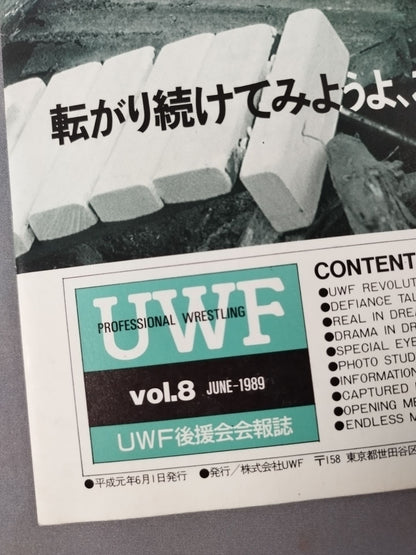 転がり続けてみようよ、
UWF
PROFESSIONAL WRESTLING
vol.8 JUNE-1989
UWF後援会会報誌
CONTENT
●UWF REVOLUT
●DEFIANCE TAL
●REAL IN DREA
●DRAMA IN DR
●SPECIAL EYE
●PHOTO STUD
●INFORMATION
●CAPTURED
●OPENING ME
●ENDLESS M
●平成元年6月1日発行 ●発行/株式会社UWF 〒158 東京都世田谷区